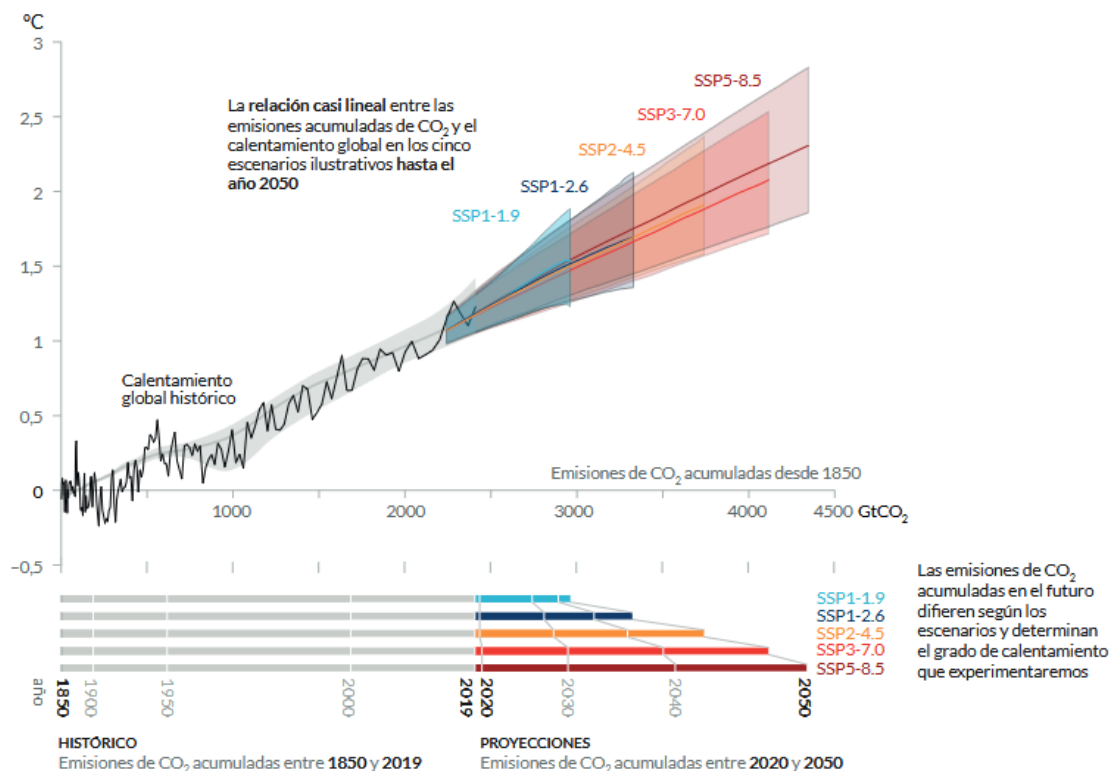 °C
3
2,5
2
1,5
1
0,5
0
−0,5
La relación casi lineal entre las
emisiones acumuladas de CO₂ y el
calentamiento global en los cinco
escenarios ilustrativos hasta el
año 2050
SSP5-8.5
SSP3-7.0
SSP2-4.5
SSP1-2.6
SSP1-1.9
Calentamiento
global histórico
Emisiones de CO₂ acumuladas desde 1850
1000
2000
3000
4000
4500 GtCO₂
SSP1-1.9
SSP1-2.6
SSP2-4.5
SSP3-7.0
SSP5-8.5
Las emisiones de CO₂
acumuladas en el futuro
difieren según los
escenarios y determinan
el grado de calentamiento
que experimentaremos
año
1850
1900
1950
2000
2019
2020
2030
2040
2050
HISTÓRICO
Emisiones de CO₂ acumuladas entre 1850 y 2019
PROYECCIONES
Emisiones de CO₂ acumuladas entre 2020 y 2050